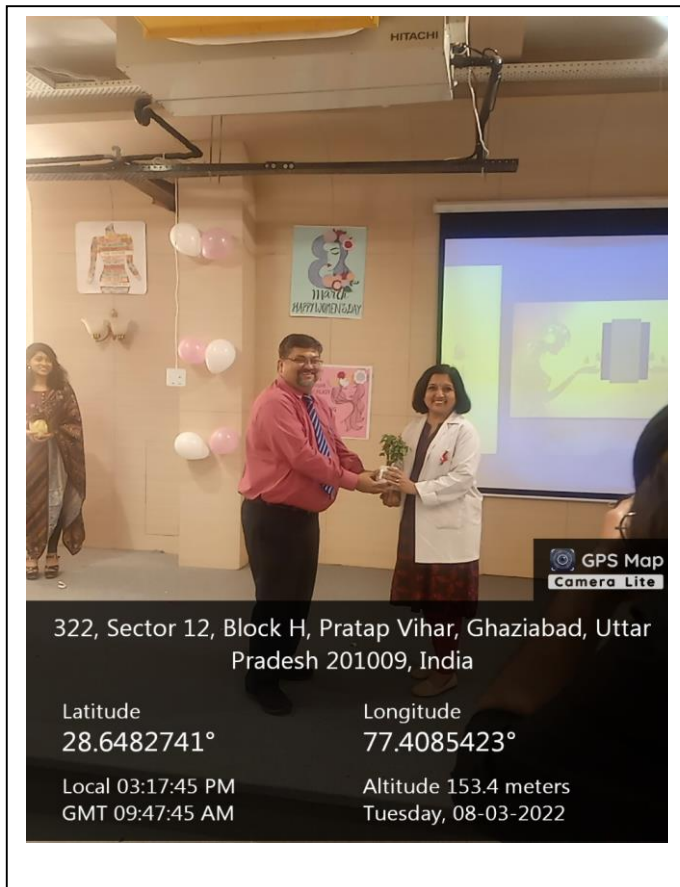 HITACHI
March
HAPPY WOMEN'S DAY
GPS Map
Camera Lite
322, Sector 12, Block H, Pratap Vihar, Ghaziabad, Uttar
Pradesh 201009, India
Latitude
28.6482741°
Longitude
77.4085423°
Local 03:17:45 PM
GMT 09:47:45 AM
Altitude 153.4 meters
Tuesday, 08-03-2022